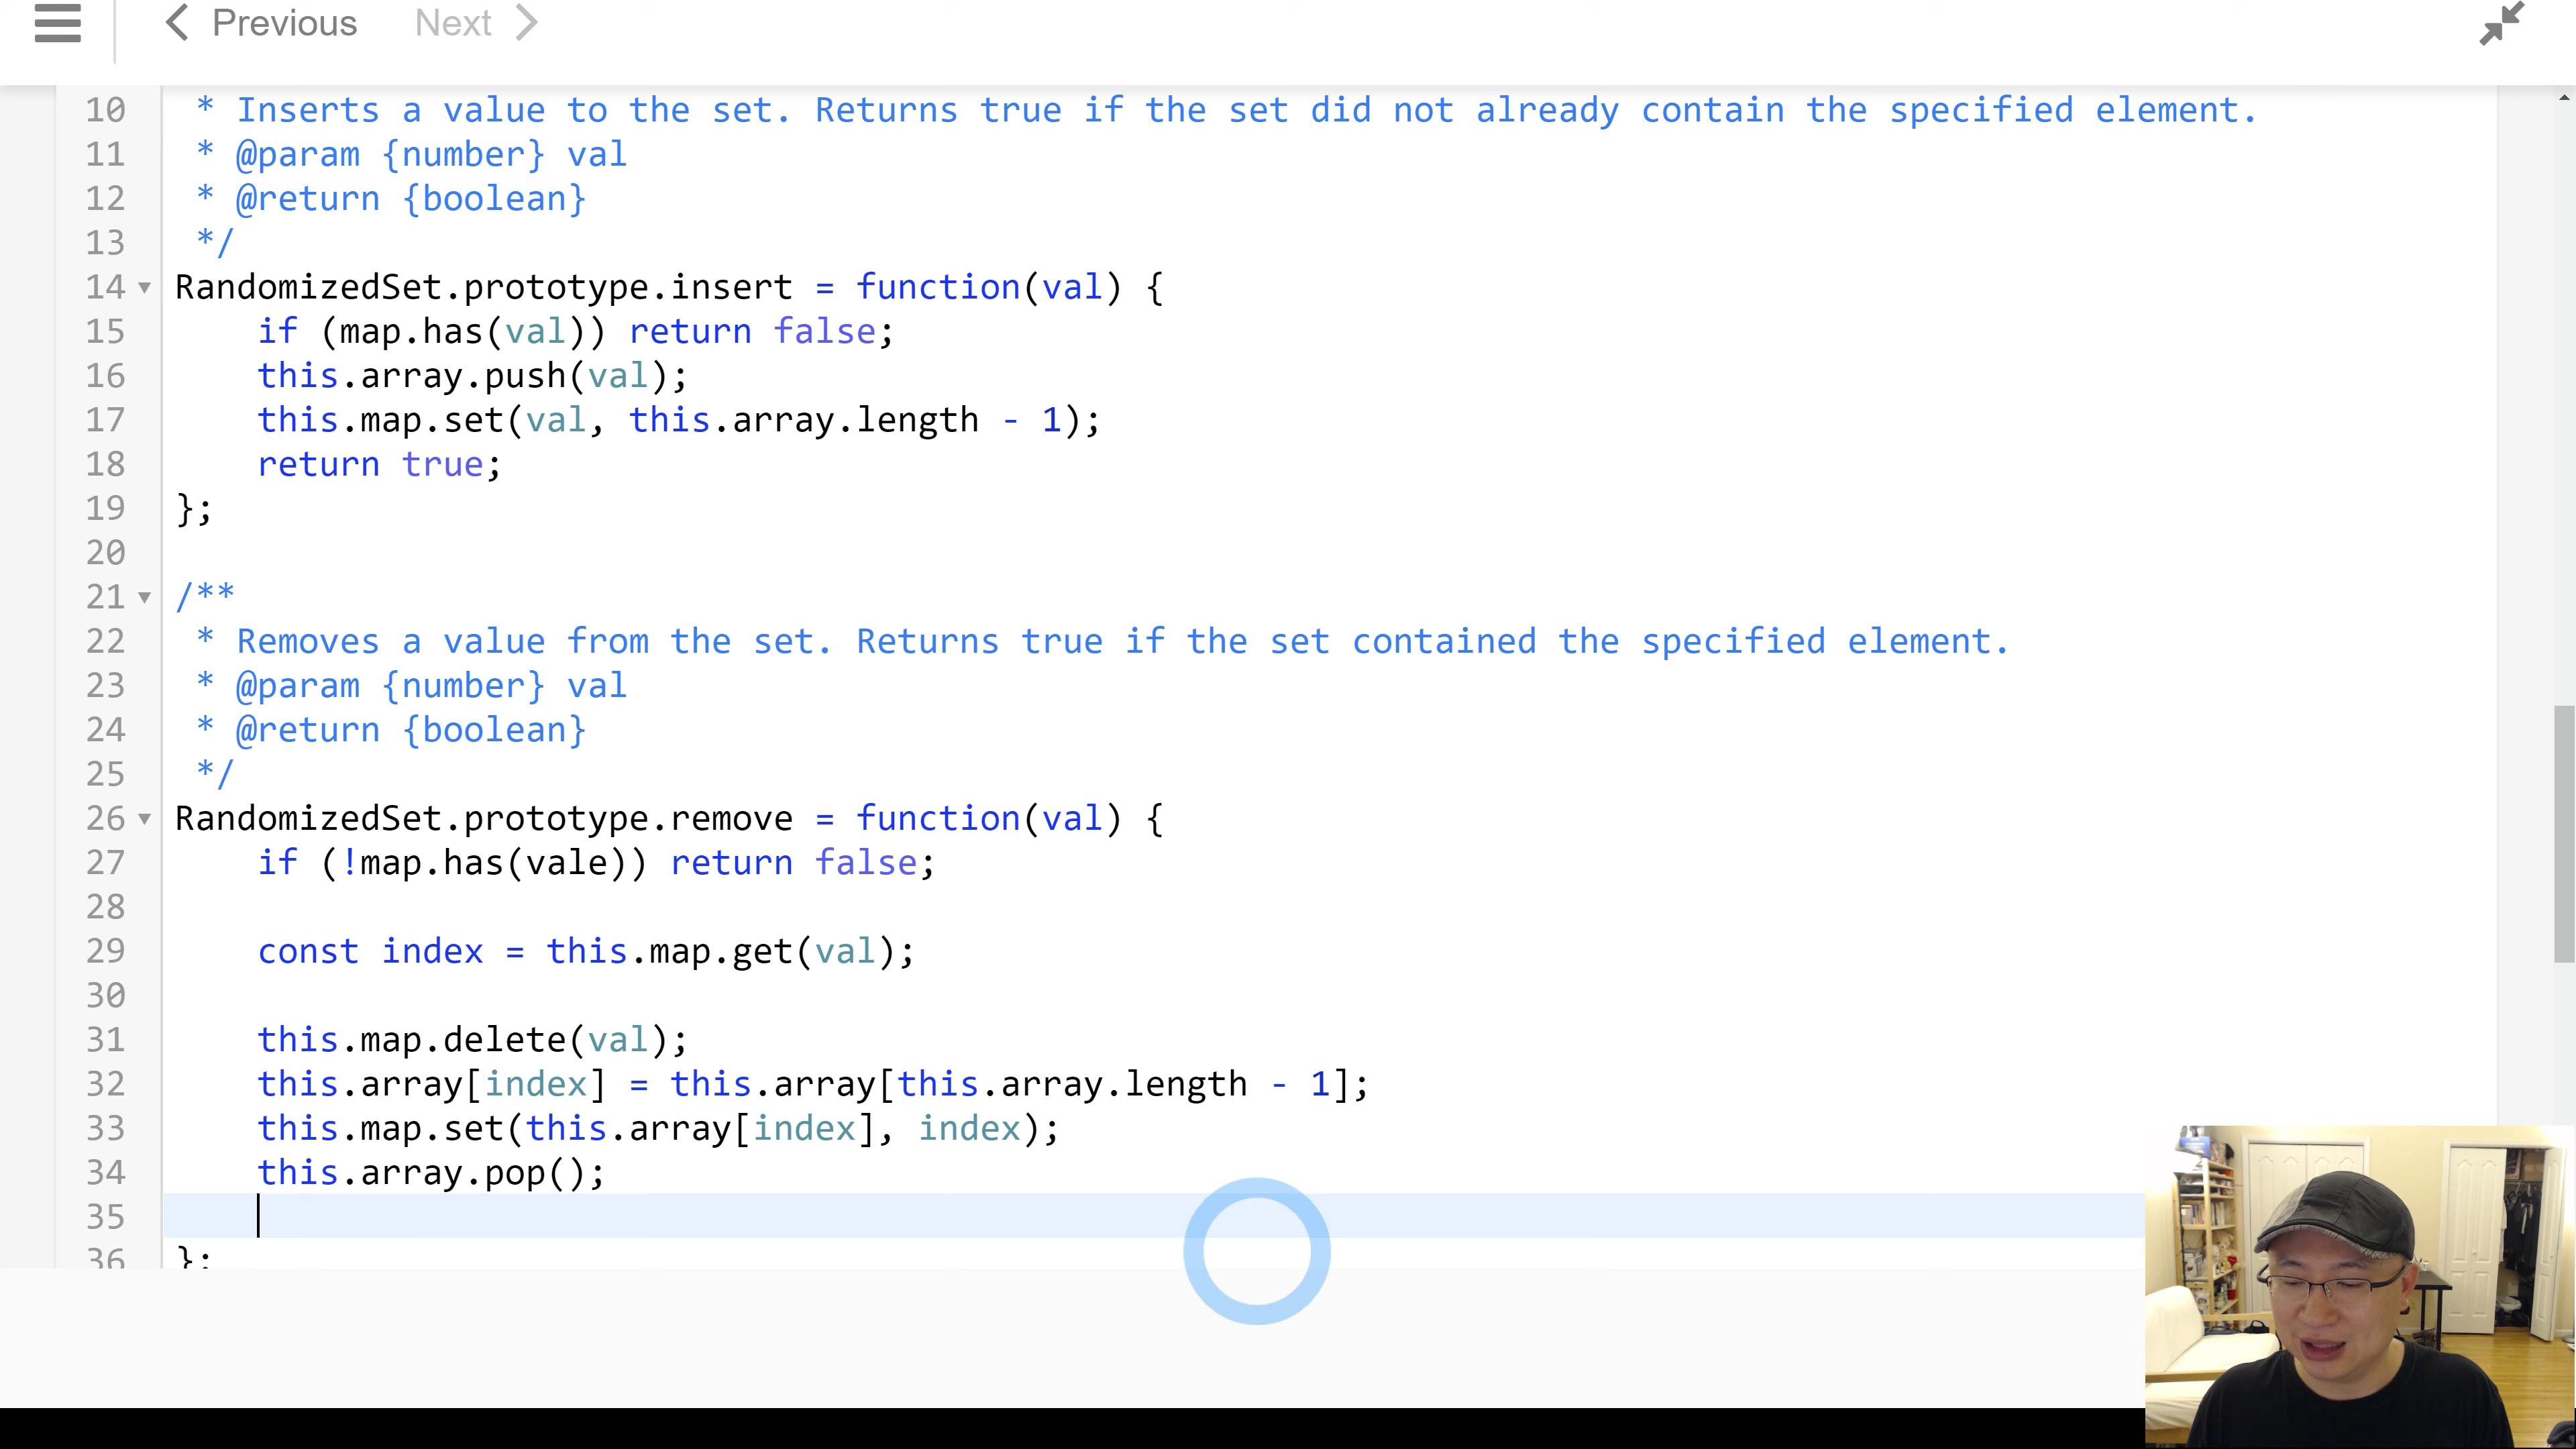 Previous Next
10 * Inserts a value to the set. Returns true if the set did not already contain the specified element.
11 * @param {number} val
12 * @return {boolean}
13 */
14 RandomizedSet.prototype.insert = function(val) {
15 if (map.has(val)) return false;
16 this.array.push(val);
17 this.map.set(val, this.array.length - 1);
18 return true;
19 };
20
21 /**
22 * Removes a value from the set. Returns true if the set contained the specified element.
23 * @param {number} val
24 * @return {boolean}
25 */
26 RandomizedSet.prototype.remove = function(val) {
27 if (!map.has(vale)) return false;
28
29 const index = this.map.get(val);
30
31 this.map.delete(val);
32 this.array[index] = this.array[this.array.length - 1];
33 this.map.set(this.array[index], index);
34 this.array.pop();
35
36 };